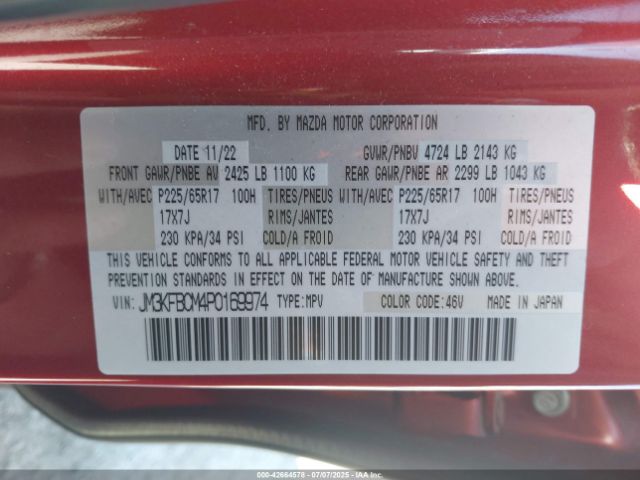 MFD. BY MAZDA MOTOR CORPORATION
DATE 11/22 GVWR/PNBV 4724 LB 2143 KG
FRONT GAWR/PNBE AV 2425 LB 1100 KG REAR GAWR/PNBE AR 2299 LB 1043 KG
WITH/AVEC P225/65R17 100H TIRES/PNEUS WITH/AVEC P225/65R17 100H TIRES/PNEUS
17X7J RIMS/JANTES 17X7J RIMS/JANTES
230 KPA/34 PSI COLD/A FROID 230 KPA/34 PSI COLD/A FROID
THIS VEHICLE CONFORMS TO ALL APPLICABLE FEDERAL MOTOR VEHICLE SAFETY AND THEFT
PREVENTION STANDARDS IN EFFECT ON THE DATE OF MANUFACTURE SHOWN ABOVE.
VIN: JM3KFBCM4P0169974 TYPE:MPV COLOR CODE:46V MADE IN JAPAN
000-42664578 07/07/2025 copart.com